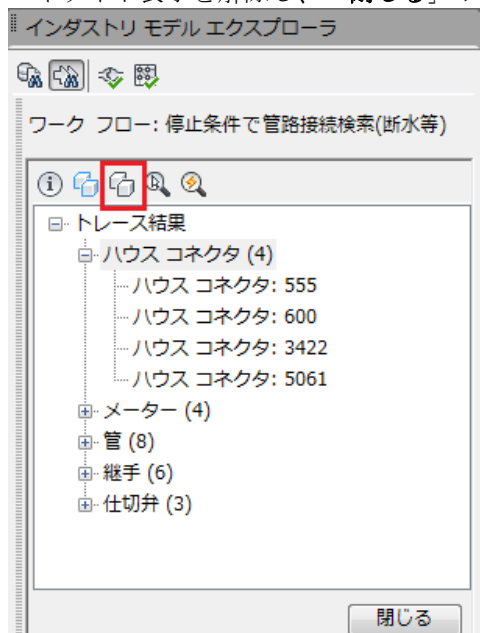 インダストリ モデル エクスプローラ
ワーク フロー: 停止条件で管路接続検索(断水等)
トレース結果
ハウス コネクタ (4)
ハウス コネクタ: 555
ハウス コネクタ: 600
ハウス コネクタ: 3422
ハウス コネクタ: 5061
メーター (4)
管 (8)
継手 (6)
仕切弁 (3)
閉じる